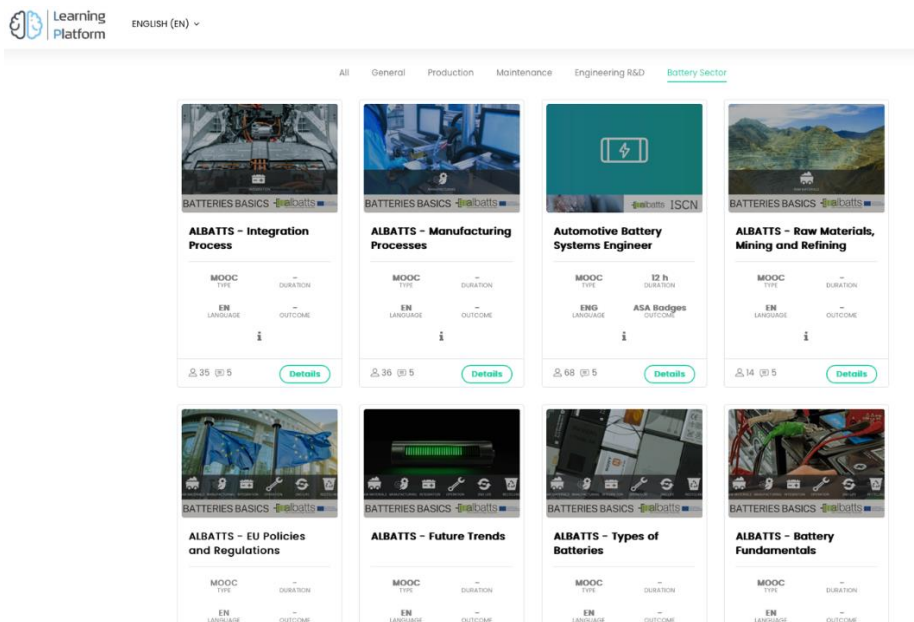 Learning
Platform
ENGLISH (EN)
All General Production Maintenance Engineering R&D Battery Sector
BATTERIES BASICS albatts
BATTERIES BASICS albatts
albatts ISCN
RAW MATERIALS
BATTERIES BASICS albatts
ALBATTS - Integration
Process
ALBATTS - Manufacturing
Processes
Automotive Battery
Systems Engineer
ALBATTS - Raw Materials,
Mining and Refining
MOOC -
TYPE DURATION
EN -
LANGUAGE OUTCOME
i
MOOC -
TYPE DURATION
EN -
LANGUAGE OUTCOME
i
MOOC 12 h
TYPE DURATION
ENG ASA Badges
LANGUAGE OUTCOME
i
MOOC -
TYPE DURATION
EN -
LANGUAGE OUTCOME
i
35 5 Details
36 5 Details
68 5 Details
14 5 Details
BATTERIES BASICS albatts
BATTERIES BASICS albatts
BATTERIES BASICS albatts
BATTERIES BASICS albatts
ALBATTS - EU Policies
and Regulations
ALBATTS - Future Trends
ALBATTS - Types of
Batteries
ALBATTS - Battery
Fundamentals
MOOC -
TYPE DURATION
EN -
LANGUAGE OUTCOME
MOOC -
TYPE DURATION
EN -
LANGUAGE OUTCOME
MOOC -
TYPE DURATION
EN -
LANGUAGE OUTCOME
MOOC -
TYPE DURATION
EN -
LANGUAGE OUTCOME